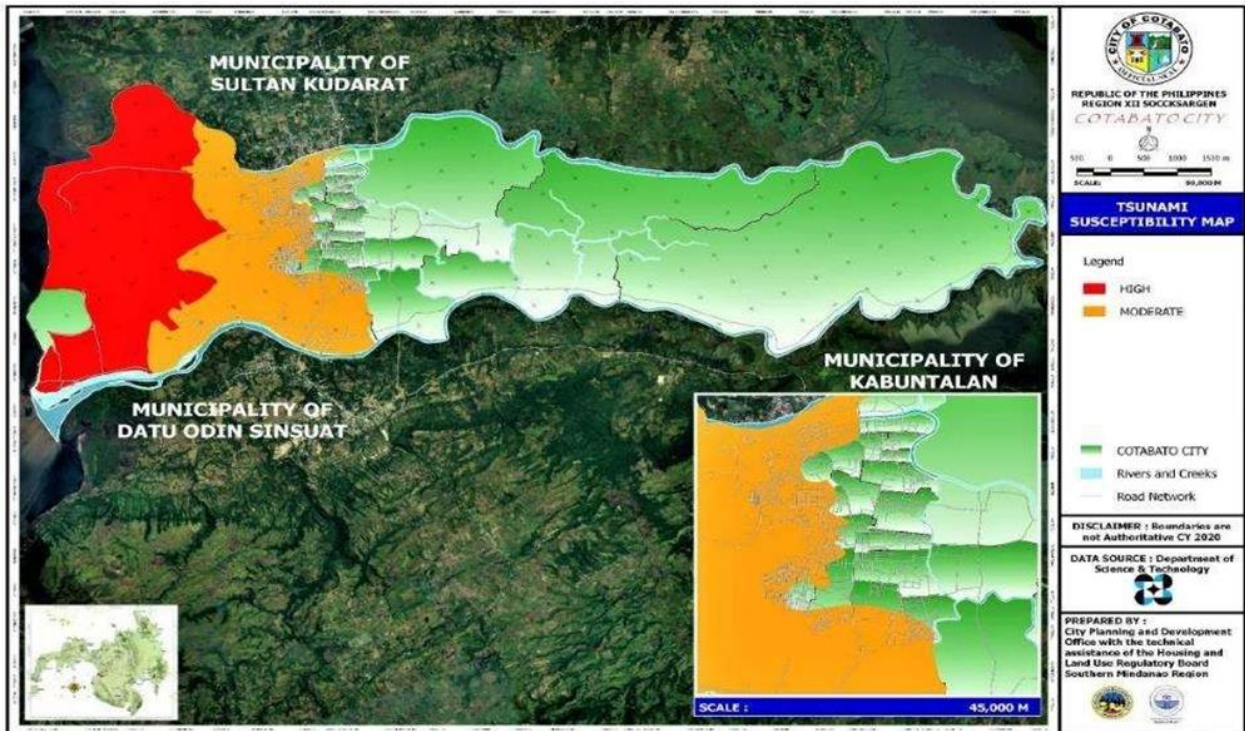 MUNICIPALITY OF
SULTAN KUDARAT
MUNICIPALITY OF
DATU ODIN SINSUAT
MUNICIPALITY OF
KABUNTALAN
SCALE :
45,000 M
CITY OF COTABATO
OFFICIAL SEAL
REPUBLIC OF THE PHILIPPINES
REGION XII SOCCKSARGEN
COTABATO CITY
N
500 0 500 1000 1500 m
SCALE:
TSUNAMI
SUSCEPTIBILITY MAP
Legend
HIGH
MODERATE
COTABATO CITY
Rivers and Creeks
Road Network
DISCLAIMER : Boundaries are
not Authoritative CY 2020
DATA SOURCE : Department of
Science & Technology
PREPARED BY :
City Planning and Development
Office with the technical
assistance of the Housing and
Land Use Regulatory Board
Southern Mindanao Region